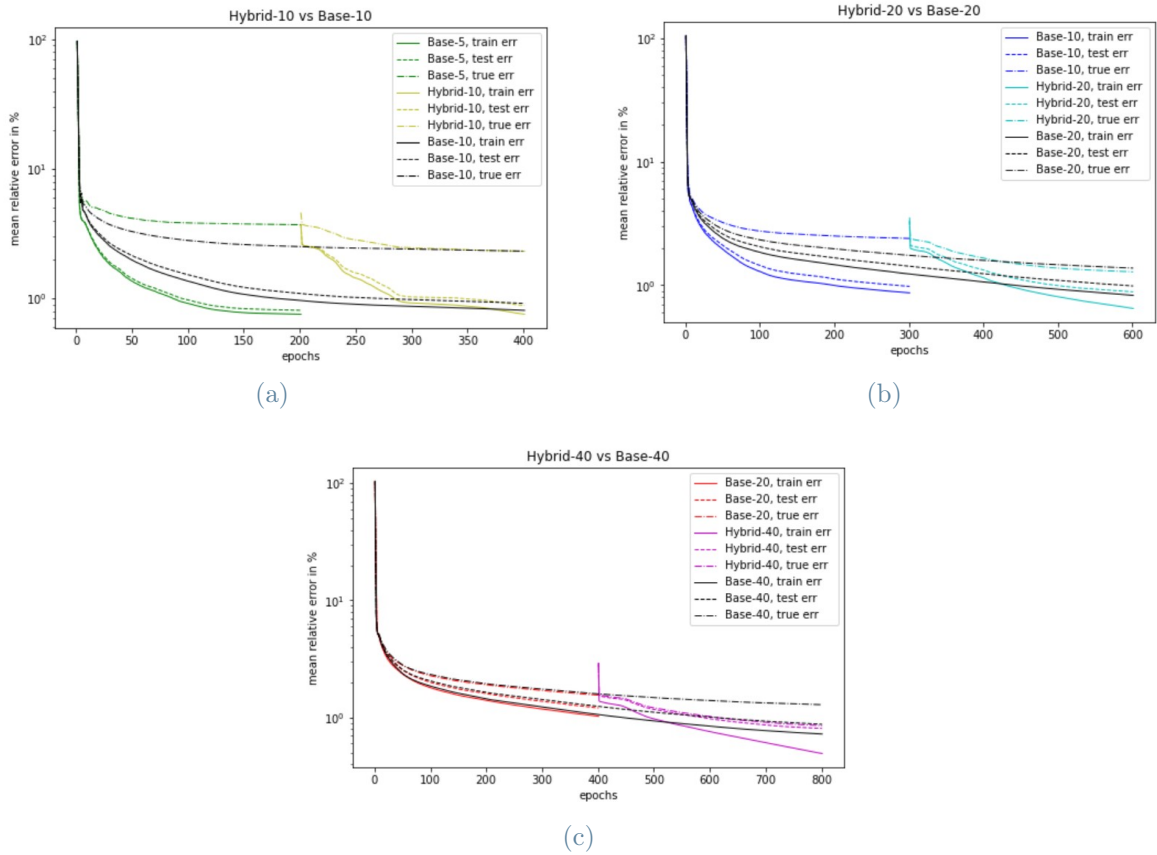 Hybrid-10 vs Base-10
10²
10¹
10⁰
mean relative error in %
0 50 100 150 200 250 300 350 400
epochs
Base-5, train err
Base-5, test err
Base-5, true err
Hybrid-10, train err
Hybrid-10, test err
Hybrid-10, true err
Base-10, train err
Base-10, test err
Base-10, true err
(a)
Hybrid-20 vs Base-20
10²
10¹
10⁰
mean relative error in %
0 100 200 300 400 500 600
epochs
Base-10, train err
Base-10, test err
Base-10, true err
Hybrid-20, train err
Hybrid-20, test err
Hybrid-20, true err
Base-20, train err
Base-20, test err
Base-20, true err
(b)
Hybrid-40 vs Base-40
10²
10¹
10⁰
mean relative error in %
0 100 200 300 400 500 600 700 800
epochs
Base-20, train err
Base-20, test err
Base-20, true err
Hybrid-40, train err
Hybrid-40, test err
Hybrid-40, true err
Base-40, train err
Base-40, test err
Base-40, true err
(c)